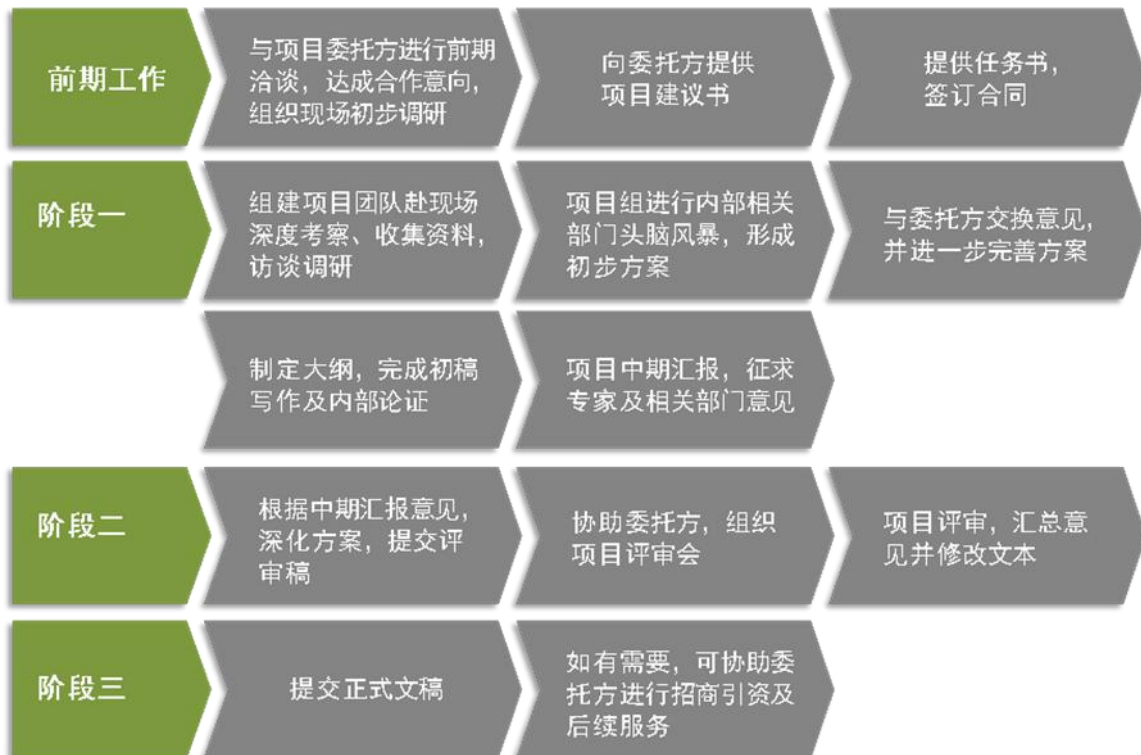 前期工作
与项目委托方进行前期
洽谈，达成合作意向，
组织现场初步调研
向委托方提供
项目建议书
提供任务书，
签订合同
阶段一
组建项目团队赴现场
深度考察、收集资料，
访谈调研
项目组进行内部相关
部门头脑风暴，形成
初步方案
与委托方交换意见，
并进一步完善方案
制定大纲，完成初稿
写作及内部论证
项目中期汇报，征求
专家及相关部门意见
阶段二
根据中期汇报意见，
深化方案，提交评
审稿
协助委托方，组织
项目评审会
项目评审，汇总意
见并修改文本
阶段三
提交正式文稿
如有需要，可协助委
托方进行招商引资及
后续服务